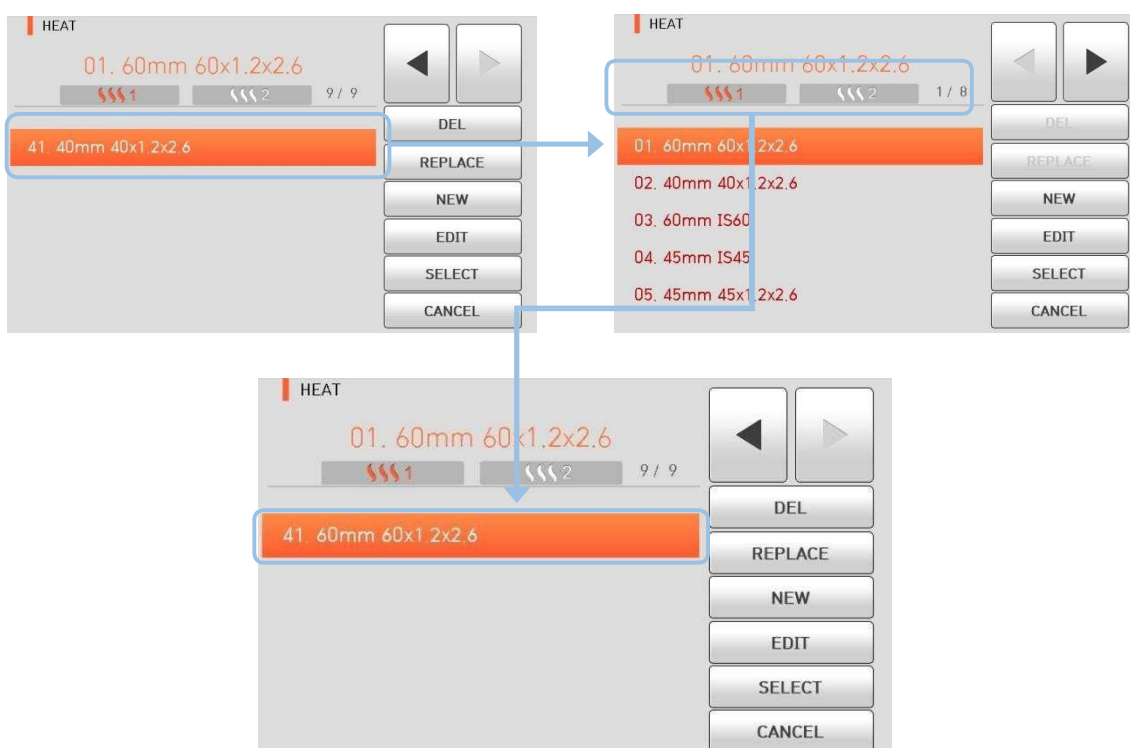 HEAT
01. 60mm 60x1.2x2.6
1 2 9 / 9
41. 40mm 40x1.2x2.6
DEL
REPLACE
NEW
EDIT
SELECT
CANCEL
HEAT
01. 60mm 60x1.2x2.6
1 2 1 / 8
01. 60mm 60x1.2x2.6
02. 40mm 40x1.2x2.6
03. 60mm IS60
04. 45mm IS45
05. 45mm 45x1.2x2.6
DEL
REPLACE
NEW
EDIT
SELECT
CANCEL
HEAT
01. 60mm 60x1.2x2.6
1 2 9 / 9
41. 60mm 60x1.2x2.6
DEL
REPLACE
NEW
EDIT
SELECT
CANCEL